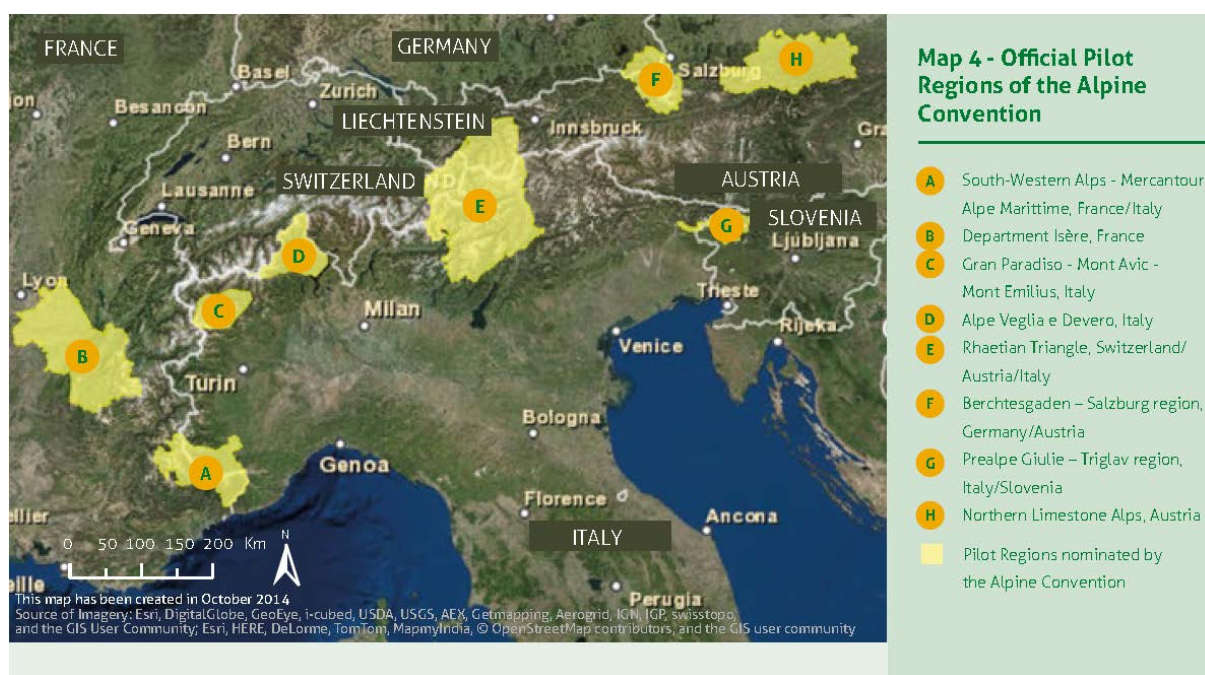 FRANCE
GERMANY
Basel
Salzburg
H
F
Zurich
Besançon
LIECHTENSTEIN
Innsbruck
Bern
SWITZERLAND
AUSTRIA
Lausanne
E
SLOVENIA
G
Ljubljana
Geneva
D
Lyon
Trieste
C
Milan
Rijeka
Venice
B
Turin
Bologna
Genoa
A
Florence
Ancona
ITALY
N
0 50 100 150 200 Km
Perugia
This map has been created in October 2014
Source of Imagery: Esri, DigitalGlobe, GeoEye, i-cubed, USDA, USGS, AEX, Getmapping, Aerogrid, IGN, IGP, swisstopo,
and the GIS User Community; Esri, HERE, DeLorme, TomTom, MapmyIndia, © OpenStreetMap contributors, and the GIS user community
Map 4 - Official Pilot
Regions of the Alpine
Convention
A South-Western Alps - Mercantour
Alpe Marittime, France/Italy
B Department Isère, France
C Gran Paradiso - Mont Avic -
Mont Emilius, Italy
D Alpe Veglia e Devero, Italy
E Rhaetian Triangle, Switzerland/
Austria/Italy
F Berchtesgaden – Salzburg region,
Germany/Austria
G Prealpe Giulie – Triglav region,
Italy/Slovenia
H Northern Limestone Alps, Austria
Pilot Regions nominated by
the Alpine Convention